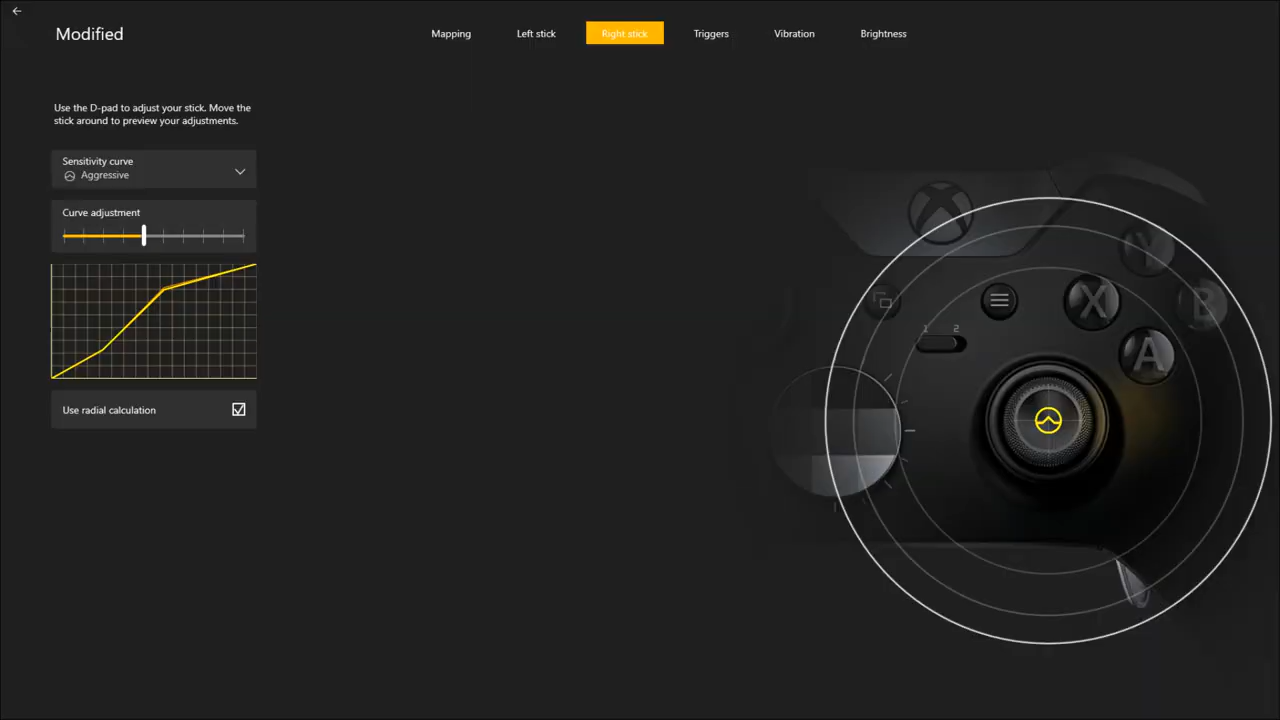 Modified
Mapping
Left stick
Right stick
Triggers
Vibration
Brightness
Use the D-pad to adjust your stick. Move the
stick around to preview your adjustments.
Sensitivity curve
Aggressive
Curve adjustment
Use radial calculation
Y
X
B
1 2
A